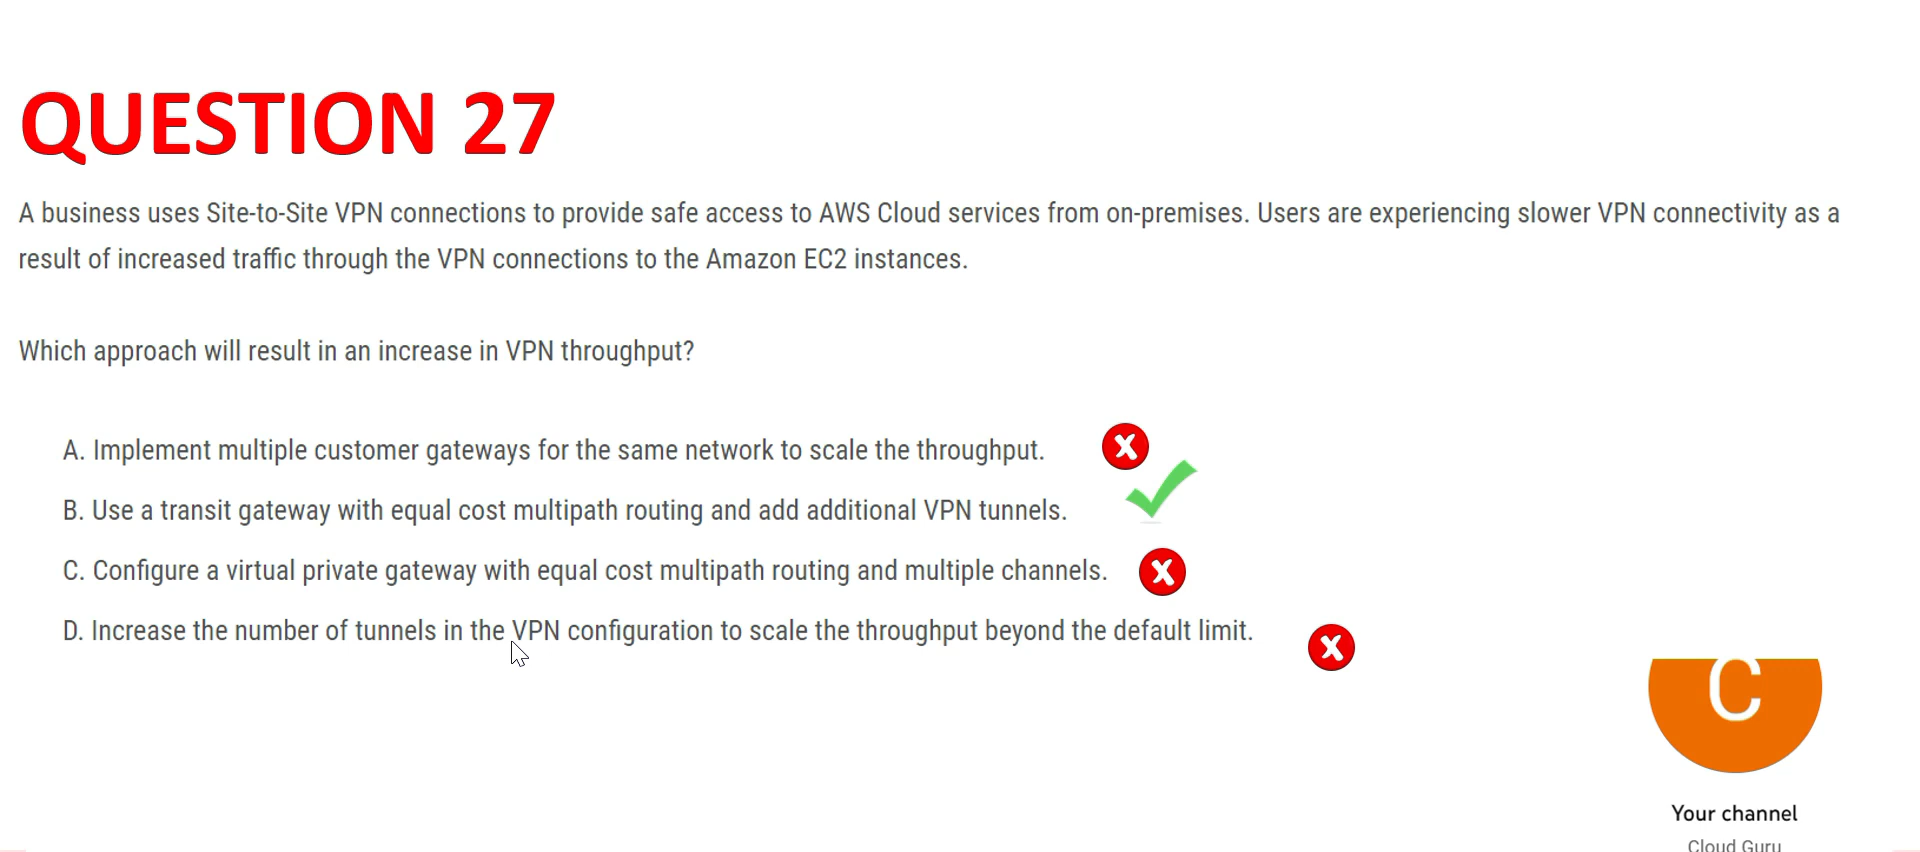 QUESTION 27
A business uses Site-to-Site VPN connections to provide safe access to AWS Cloud services from on-premises. Users are experiencing slower VPN connectivity as a
result of increased traffic through the VPN connections to the Amazon EC2 instances.
Which approach will result in an increase in VPN throughput?
A. Implement multiple customer gateways for the same network to scale the throughput.
B. Use a transit gateway with equal cost multipath routing and add additional VPN tunnels.
C. Configure a virtual private gateway with equal cost multipath routing and multiple channels.
D. Increase the number of tunnels in the VPN configuration to scale the throughput beyond the default limit.
C
Your channel
Cloud Guru